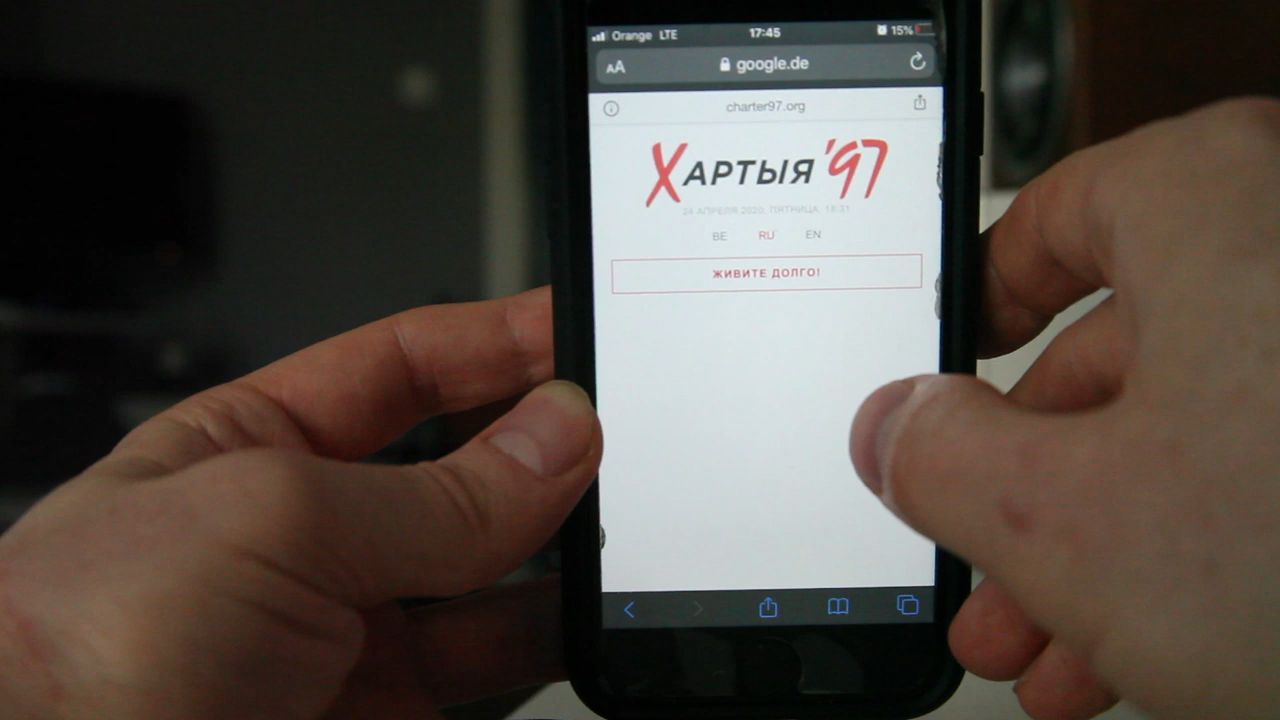 Orange LTE 17:45 15%
AA google.de
charter97.org
ХАРТЫЯ'97
24 АПРЕЛЯ 2020, ПЯТНИЦА, 18:31
BE RU EN
ЖИВИТЕ ДОЛГО!